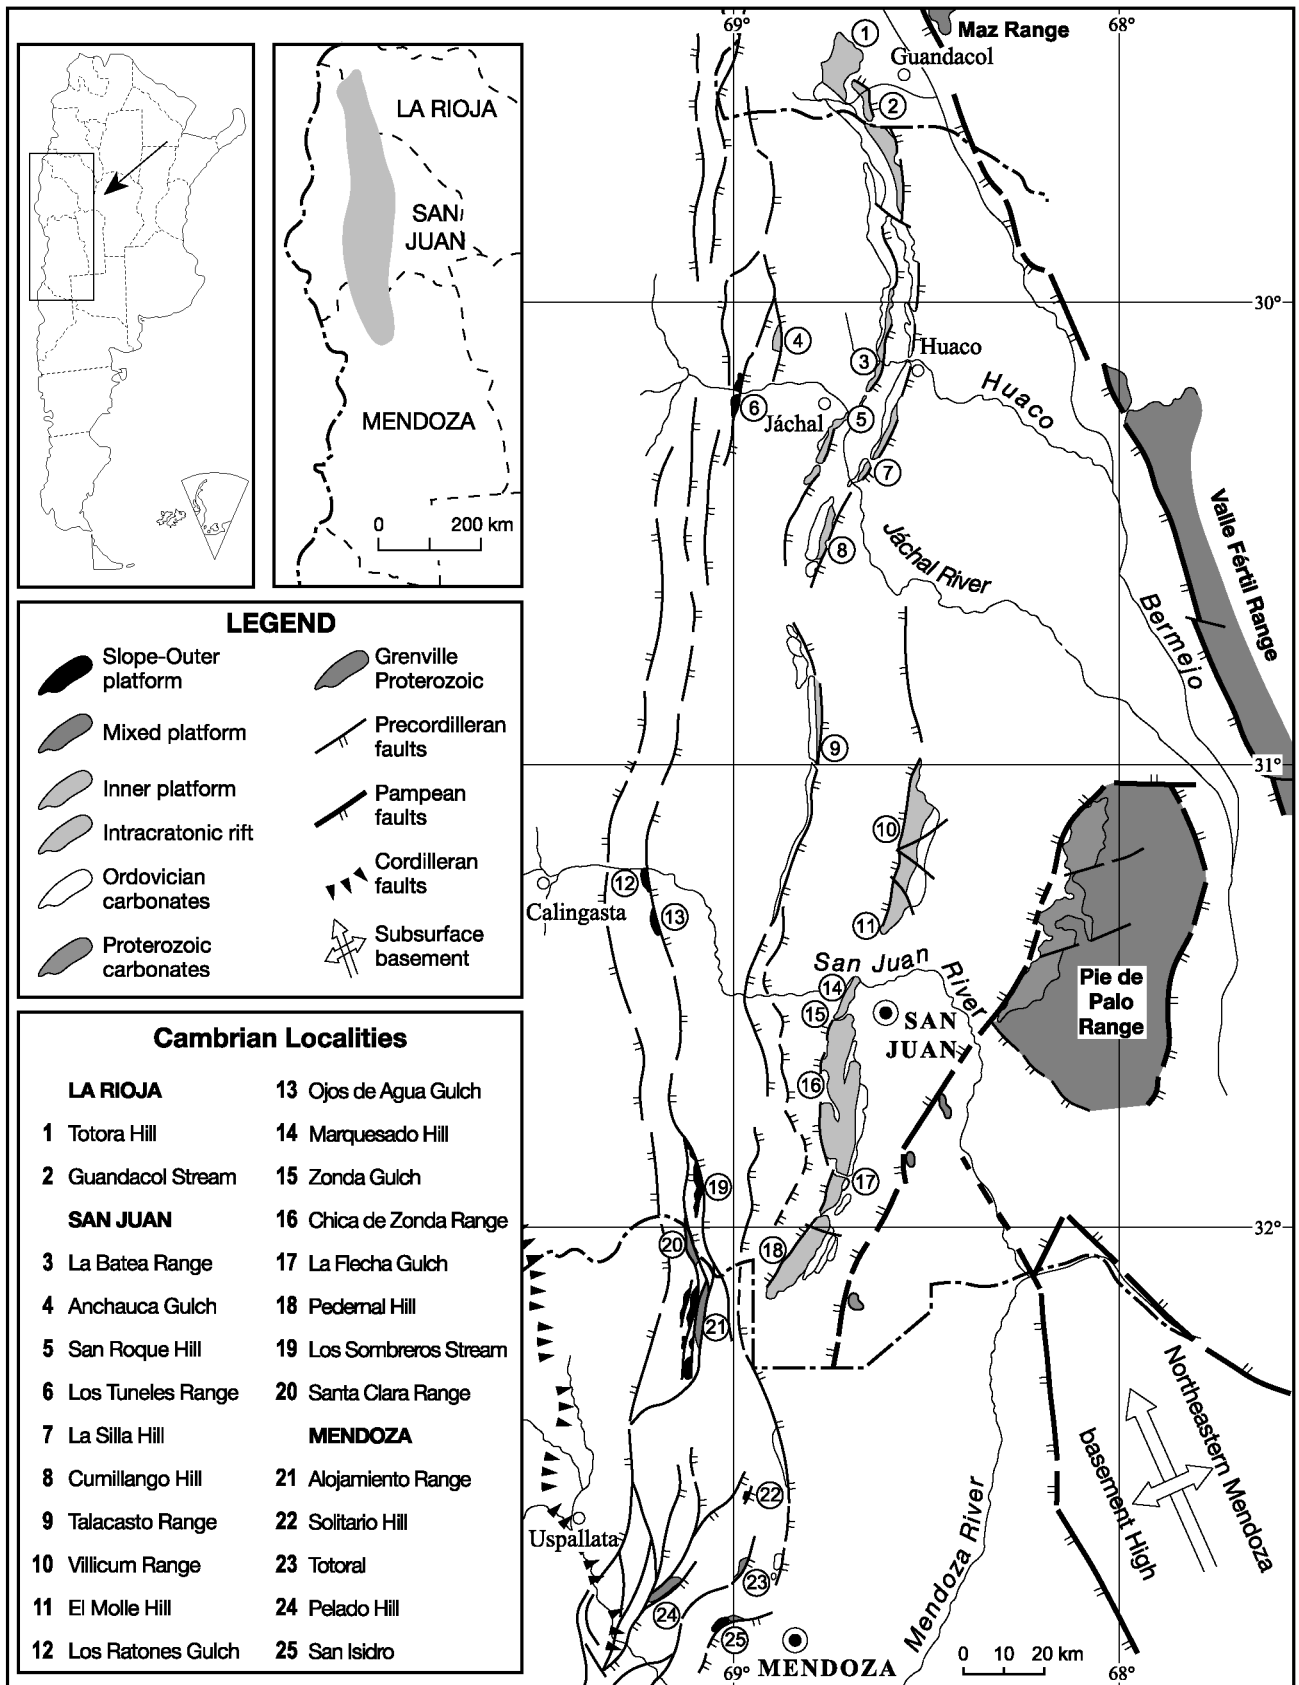 69°
68°
Maz Range
1
Guandacol
2
LA RIOJA
SAN
JUAN
MENDOZA
0 200 km
30°
4
3
Huaco
Huaco
6
Jáchal
5
7
8
Jáchal River
Valle Fértil Range
Bermejo
LEGEND
Slope-Outer
platform
Mixed platform
Inner platform
Intracratonic rift
Ordovician
carbonates
Proterozoic
carbonates
Grenville
Proterozoic
Precordilleran
faults
Pampean
faults
Cordilleran
faults
Subsurface
basement
9
31°
10
12
Calingasta
13
11
San Juan River
14
15
SAN
JUAN
Pie de
Palo
Range
16
17
19
20
18
32°
21
Cambrian Localities
LA RIOJA
1 Totora Hill
2 Guandacol Stream
SAN JUAN
3 La Batea Range
4 Anchauca Gulch
5 San Roque Hill
6 Los Tuneles Range
7 La Silla Hill
8 Cumillango Hill
9 Talacasto Range
10 Villicum Range
11 El Molle Hill
12 Los Ratones Gulch
13 Ojos de Agua Gulch
14 Marquesado Hill
15 Zonda Gulch
16 Chica de Zonda Range
17 La Flecha Gulch
18 Pedernal Hill
19 Los Sombreros Stream
20 Santa Clara Range
MENDOZA
21 Alojamiento Range
22 Solitario Hill
23 Totoral
24 Pelado Hill
25 San Isidro
Northeastern Mendoza
basement High
22
Uspallata
23
24
25
Mendoza River
MENDOZA
0 10 20 km
69°
68°